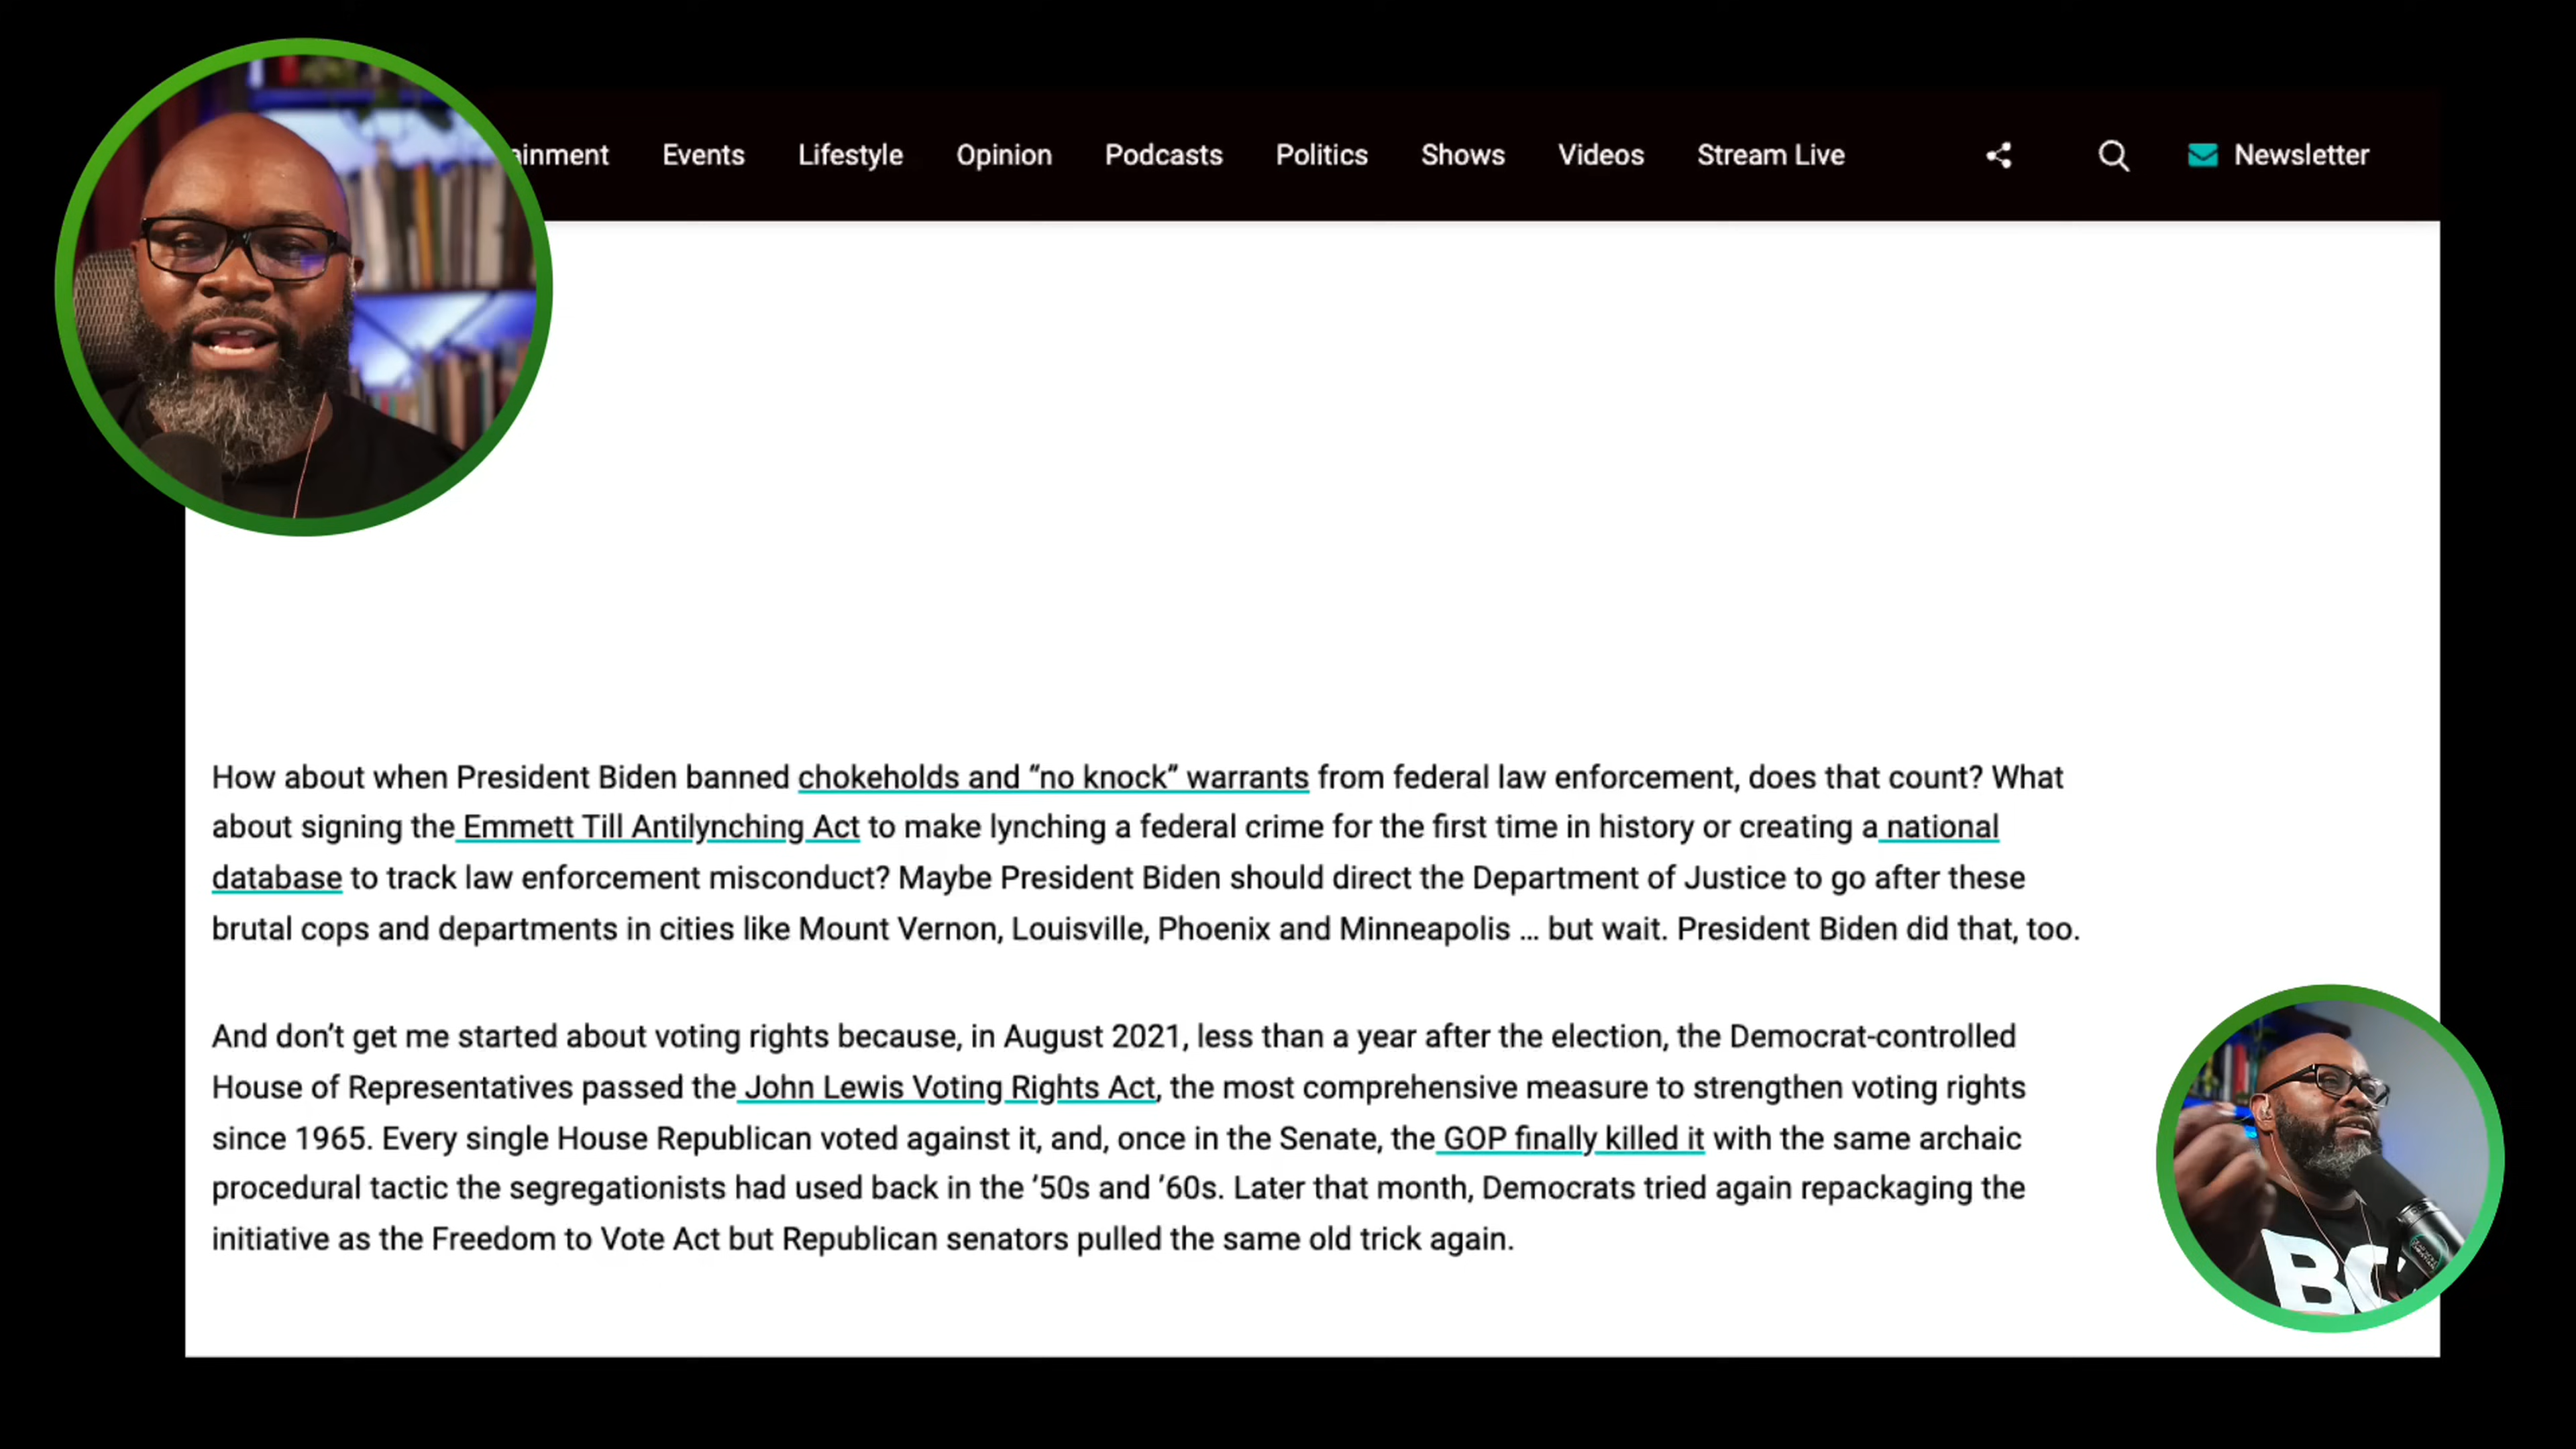 ainment Events Lifestyle Opinion Podcasts Politics Shows Videos Stream Live Newsletter
How about when President Biden banned chokeholds and “no knock” warrants from federal law enforcement, does that count? What
about signing the Emmett Till Antilynching Act to make lynching a federal crime for the first time in history or creating a national
database to track law enforcement misconduct? Maybe President Biden should direct the Department of Justice to go after these
brutal cops and departments in cities like Mount Vernon, Louisville, Phoenix and Minneapolis ... but wait. President Biden did that, too.
And don’t get me started about voting rights because, in August 2021, less than a year after the election, the Democrat-controlled
House of Representatives passed the John Lewis Voting Rights Act, the most comprehensive measure to strengthen voting rights
since 1965. Every single House Republican voted against it, and, once in the Senate, the GOP finally killed it with the same archaic
procedural tactic the segregationists had used back in the ’50s and ’60s. Later that month, Democrats tried again repackaging the
initiative as the Freedom to Vote Act but Republican senators pulled the same old trick again.
BC